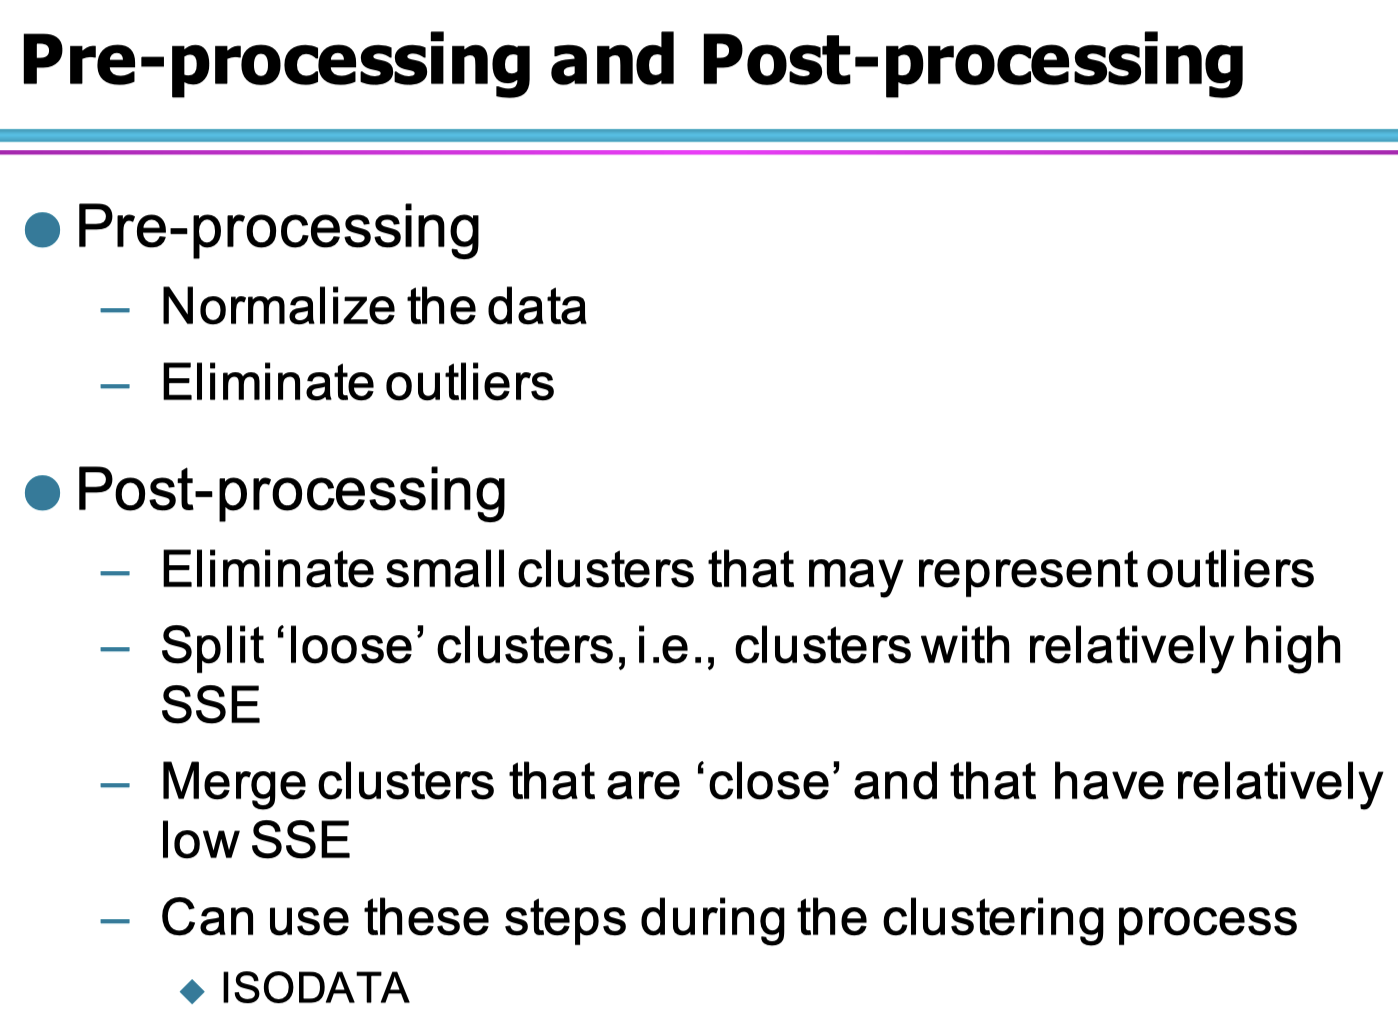 Pre-processing and Post-processing
Pre-processing
– Normalize the data
– Eliminate outliers
Post-processing
– Eliminate small clusters that may represent outliers
– Split ‘loose’ clusters, i.e., clusters with relatively high
SSE
– Merge clusters that are ‘close’ and that have relatively
low SSE
– Can use these steps during the clustering process
ISODATA